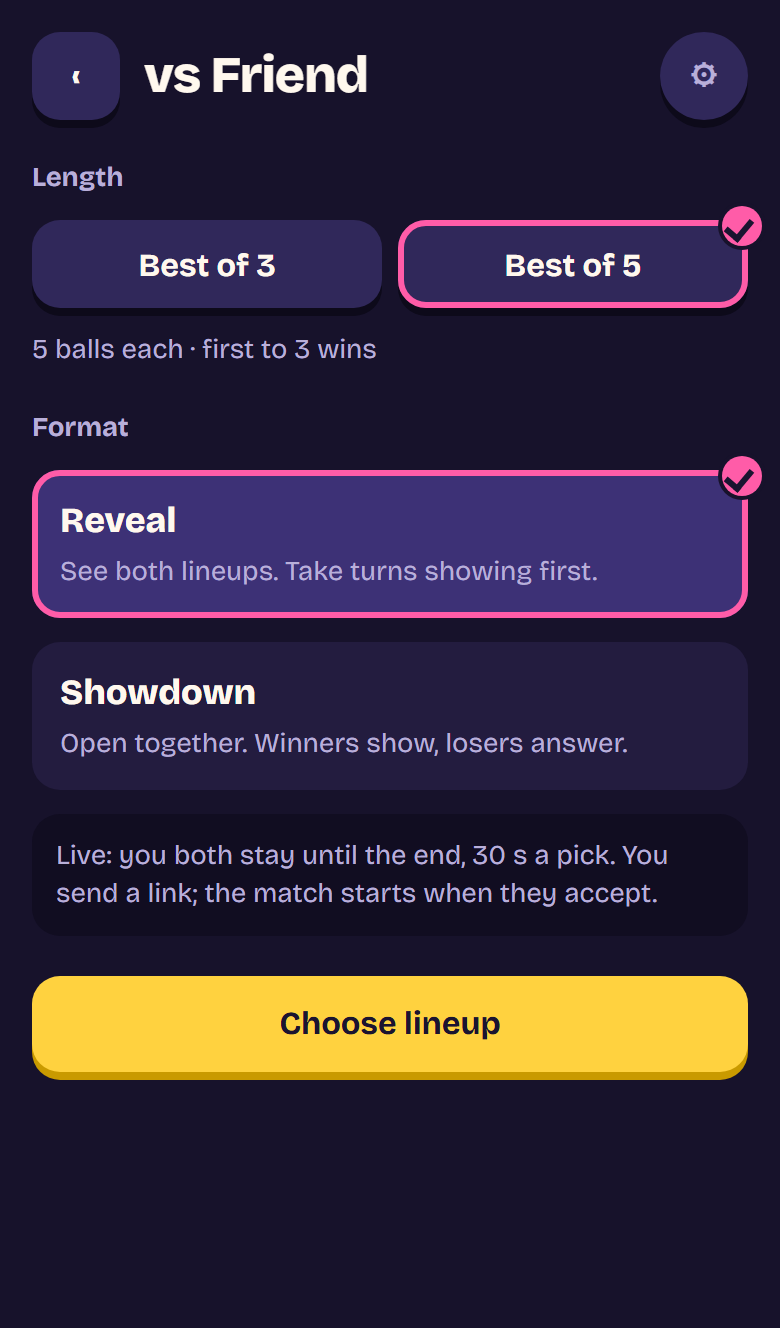 vs Friend
Length
Best of 3
Best of 5
5 balls each · first to 3 wins
Format
Reveal
See both lineups. Take turns showing first.
Showdown
Open together. Winners show, losers answer.
Live: you both stay until the end, 30 s a pick. You
send a link; the match starts when they accept.
Choose lineup